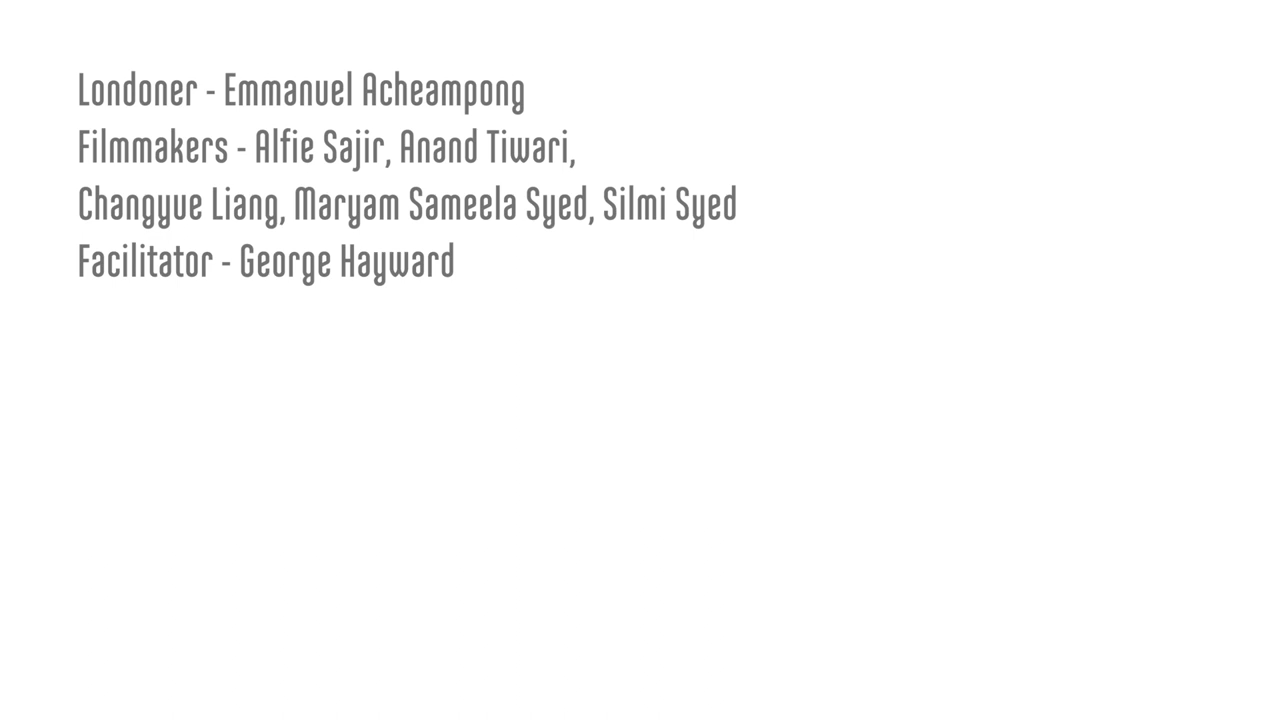 Londoner - Emmanuel Acheampong
Filmmakers - Alfie Sajir, Anand Tiwari,
Changyue Liang, Maryam Sameela Syed, Silmi Syed
Facilitator - George Hayward